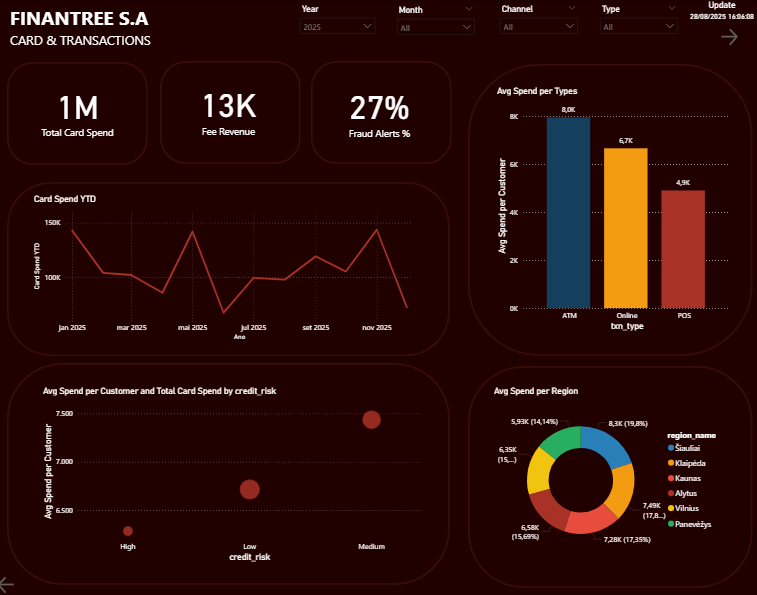 FINANTREE S.A
CARD & TRANSACTIONS
Year
2025
Month
All
Channel
All
Type
All
Update
28/08/2025 16:06:08
1M
Total Card Spend
13K
Fee Revenue
27%
Fraud Alerts %
Avg Spend per Types
Avg Spend per Customer
8K
6K
4K
2K
0K
8,0K
6,7K
4,9K
ATM
Online
POS
txn_type
Card Spend YTD
Card Spend YTD
150K
100K
jan 2025
mar 2025
mai 2025
jul 2025
set 2025
nov 2025
Ano
Avg Spend per Customer and Total Card Spend by credit_risk
Avg Spend per Customer
7.500
7.000
6.500
High
Low
Medium
credit_risk
Avg Spend per Region
5,93K (14,14%)
8,3K (19,8%)
6,35K
(15,...)
7,49K
(17,8...)
6,58K
(15,69%)
7,28K (17,35%)
region_name
Šiauliai
Klaipėda
Kaunas
Alytus
Vilnius
Panevėžys